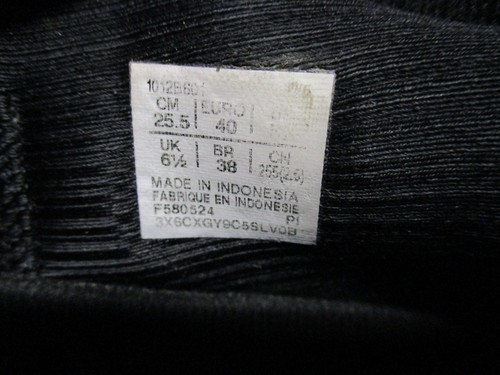 1012B601
CM EURO
25.5 40
UK BR CN
6½ 38 255(2.5)
MADE IN INDONESIA
FABRIQUE EN INDONESIE
F580524 PI
3X6CXGY9C5SLV0B